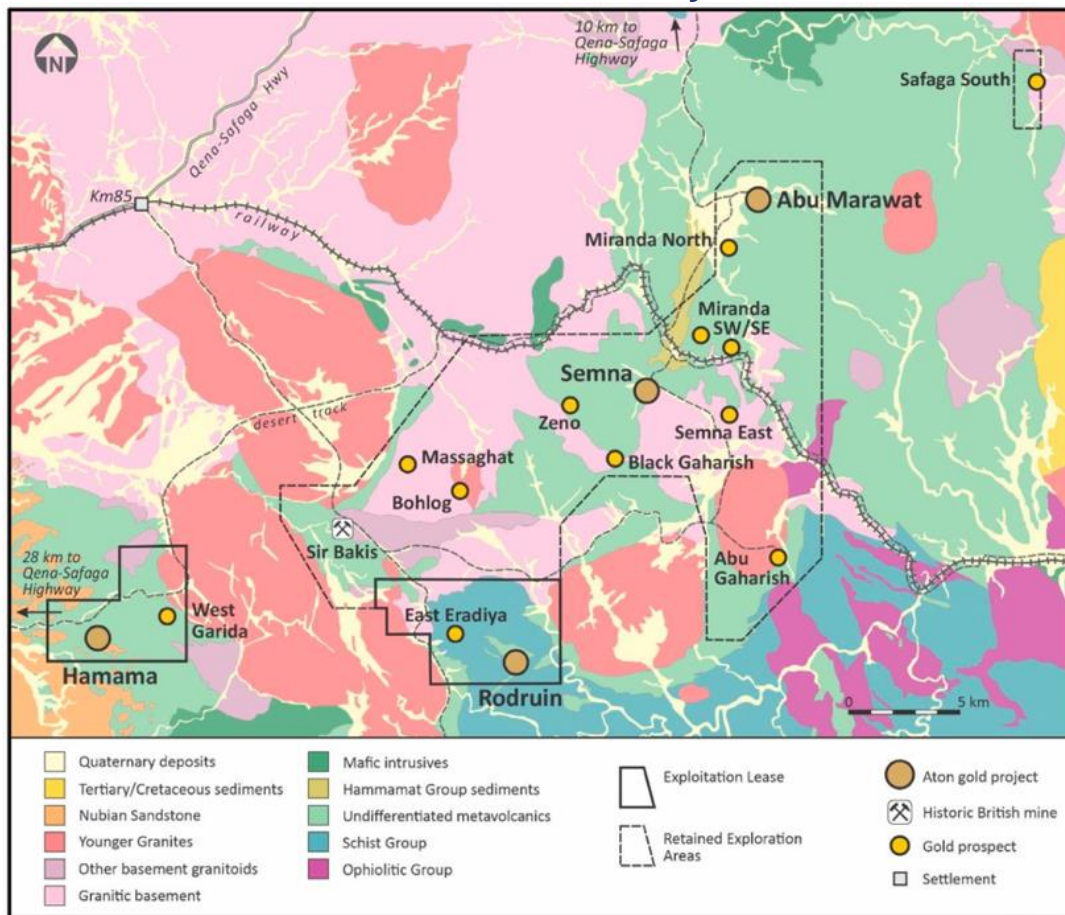 N
10 km to
Qena-Safaga
Highway
Safaga South
Qena-Safoga Hwy
Km85
railway
Abu Marawat
Miranda North
Miranda
SW/SE
Semna
desert track
Zeno
Semna East
Massaghat
Black Gaharish
Bohlog
Sir Bakis
28 km to
Qena-Safaga
Highway
Abu
Gaharish
West
Garida
East Eradiya
Hamama
Rodruin
0 5 km
Quaternary deposits
Tertiary/Cretaceous sediments
Nubian Sandstone
Younger Granites
Other basement granitoids
Granitic basement
Mafic intrusives
Hammamat Group sediments
Undifferentiated metavolcanics
Schist Group
Ophiolitic Group
Exploitation Lease
Retained Exploration
Areas
Aton gold project
Historic British mine
Gold prospect
Settlement